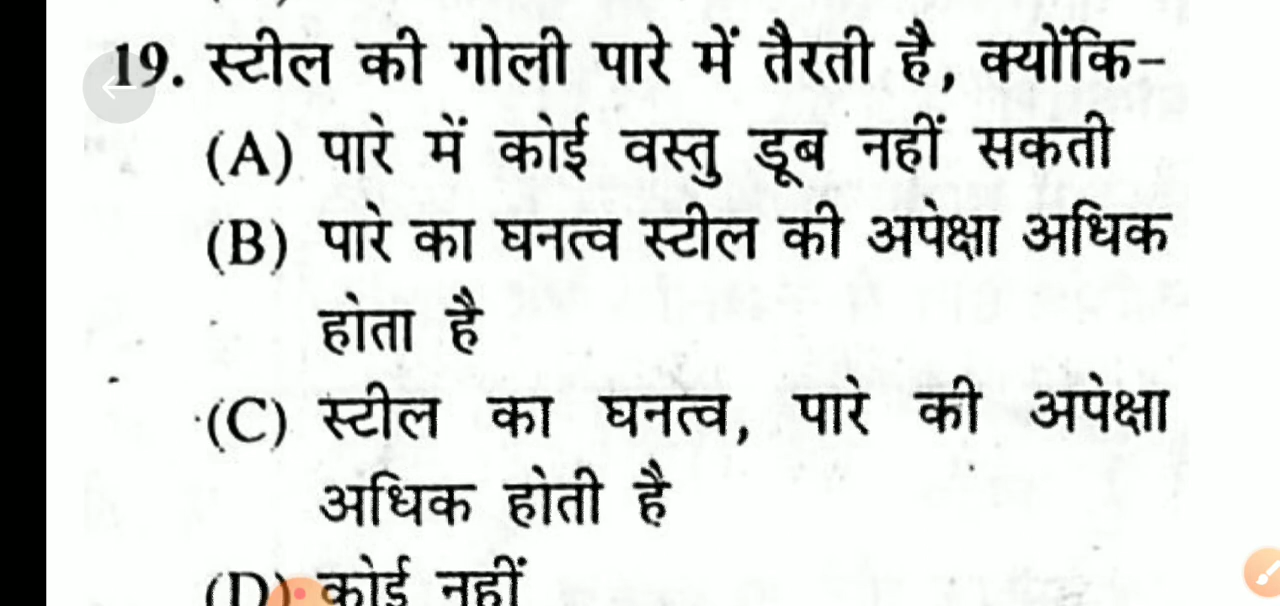 19. स्टील की गोली पारे में तैरती है, क्योंकि-
(A) पारे में कोई वस्तु डूब नहीं सकती
(B) पारे का घनत्व स्टील की अपेक्षा अधिक
होता है
(C) स्टील का घनत्व, पारे की अपेक्षा
अधिक होती है
(D) कोई नहीं